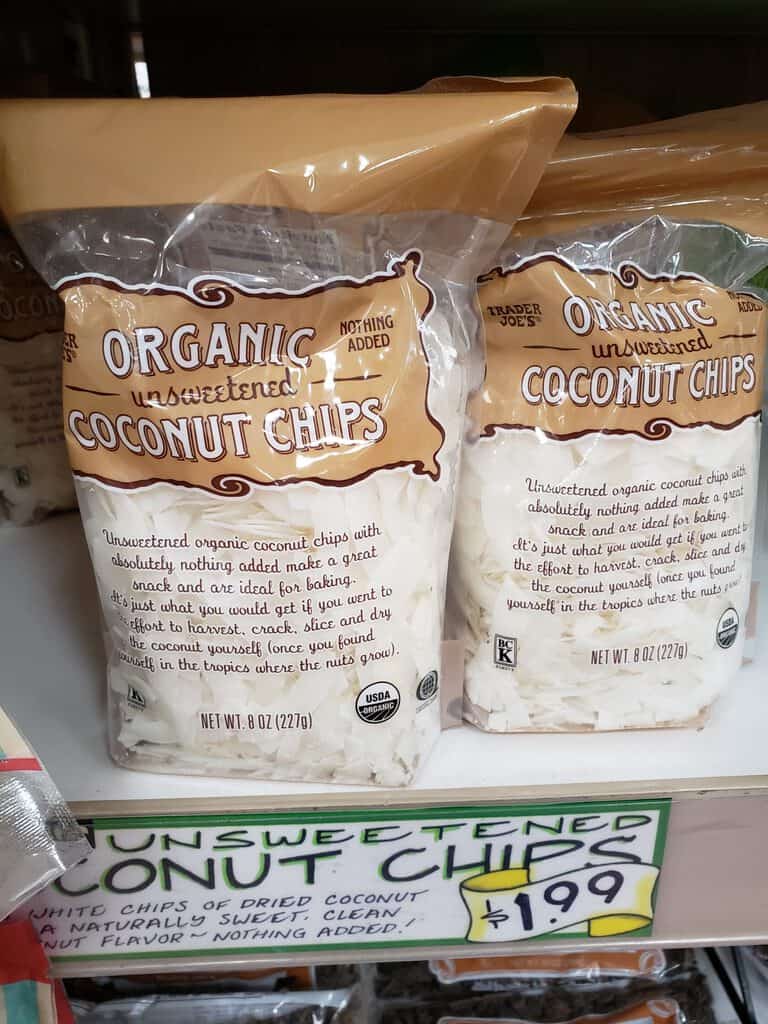 ORGANIC
NOTHING
ADDED
unsweetened
COCONUT CHIPS
Unsweetened organic coconut chips with
absolutely nothing added make a great
snack and are ideal for baking.
It's just what you would get if you went to
effort to harvest, crack, slice and dry
the coconut yourself (once you found
yourself in the tropics where the nuts grow).
K
USDA
ORGANIC
NET WT. 8 OZ (227g)
TRADER
JOE'S
ORGANIC
ADDED
unsweetened
COCONUT CHIPS
Unsweetened organic coconut chips with
absolutely nothing added make a great
snack and are ideal for baking.
It's just what you would get if you went to
the effort to harvest, crack, slice and dry
the coconut yourself (once you found
yourself in the tropics where the nuts
BC
K
USDA
NET WT. 8 OZ (227g)
UNSWEETENED
CONUT CHIPS
WHITE CHIPS OF DRIED COCONUT
A NATURALLY SWEET, CLEAN
NUT FLAVOR ~ NOTHING ADDED!
$1.99